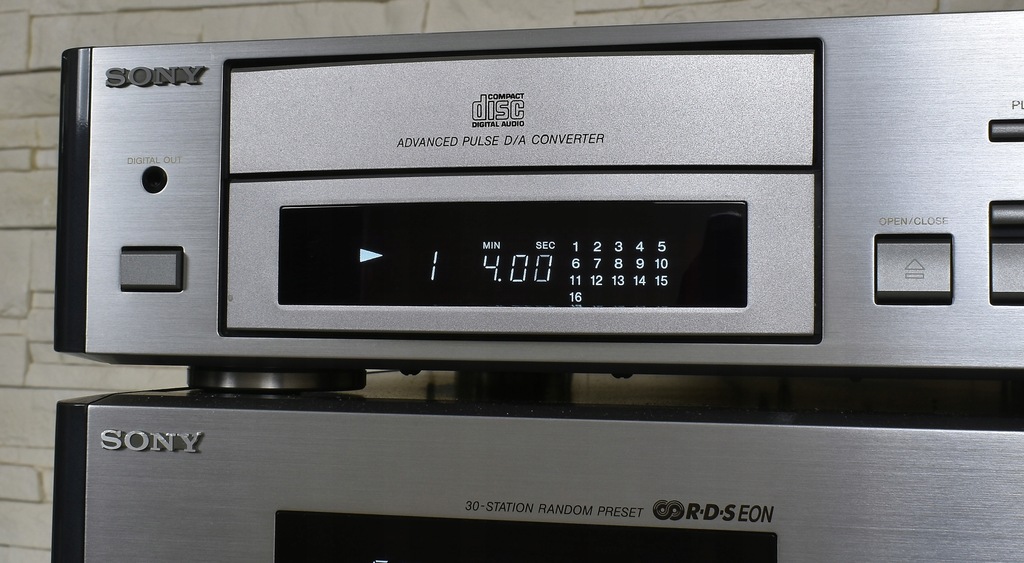 SONY
COMPACT
disc
DIGITAL AUDIO
ADVANCED PULSE D/A CONVERTER
DIGITAL OUT
MIN SEC
1 4.00
1 2 3 4 5
6 7 8 9 10
11 12 13 14 15
16
OPEN/CLOSE
SONY
30-STATION RANDOM PRESET R·D·S EON